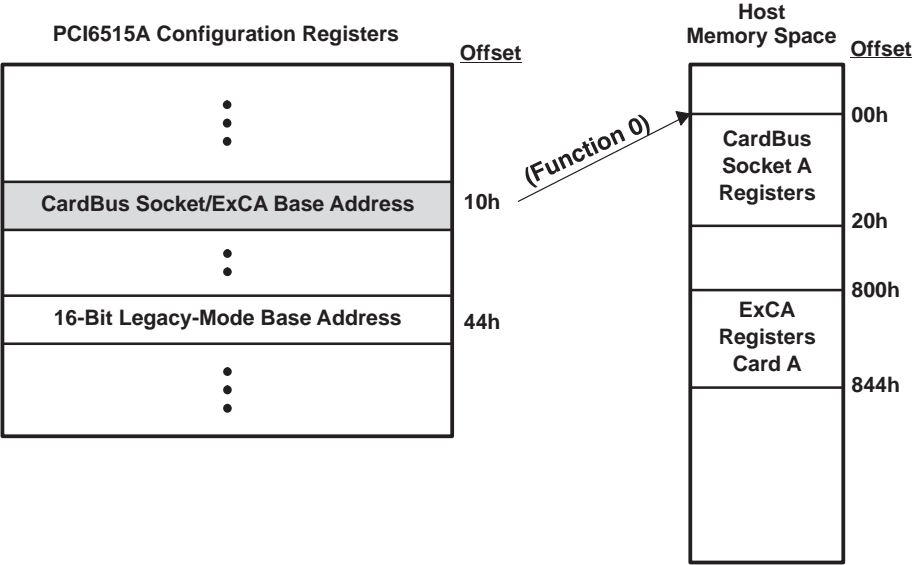 PCI6515A Configuration Registers
Offset
CardBus Socket/ExCA Base Address
10h
16-Bit Legacy-Mode Base Address
44h
(Function 0)
Host
Memory Space
Offset
00h
CardBus
Socket A
Registers
20h
800h
ExCA
Registers
Card A
844h